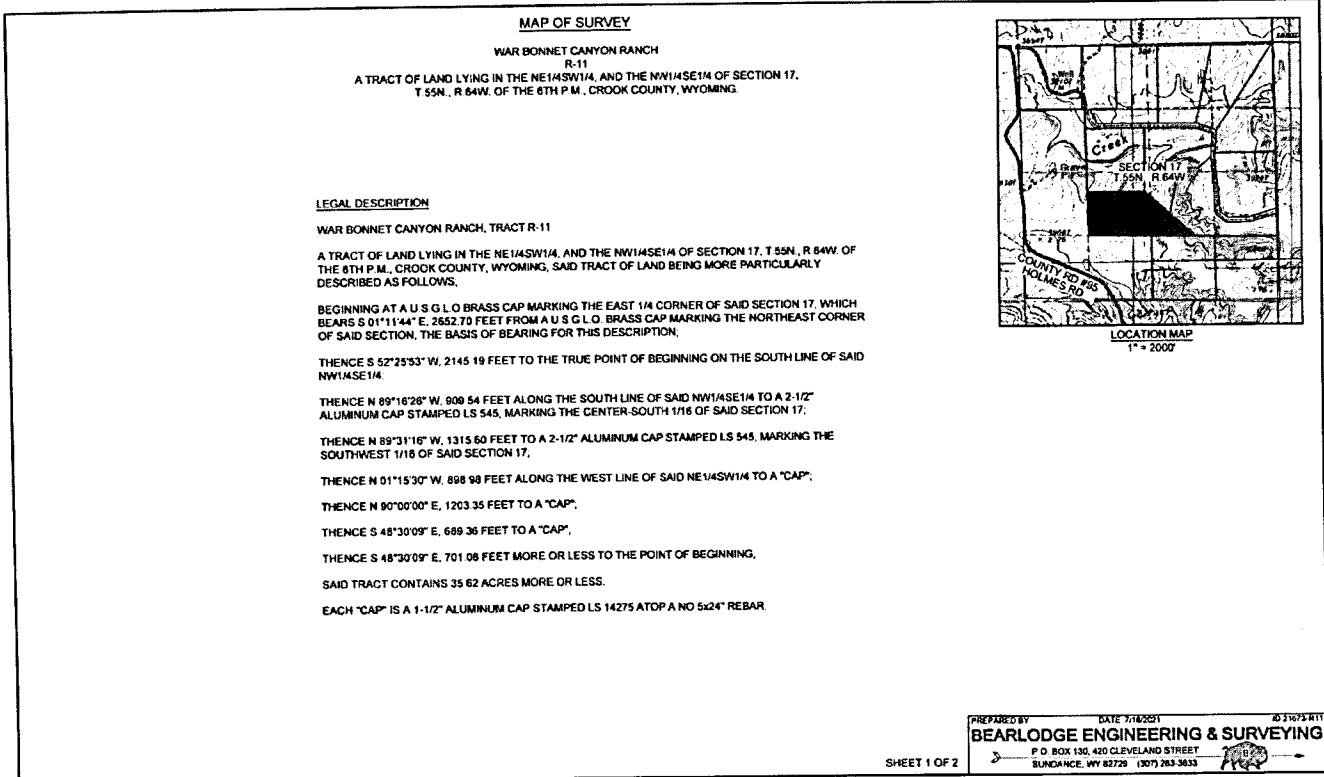 MAP OF SURVEY
WAR BONNET CANYON RANCH
R-11
A TRACT OF LAND LYING IN THE NE1/4SW1/4, AND THE NW1/4SE1/4 OF SECTION 17,
T 55N., R 64W. OF THE 6TH P.M., CROOK COUNTY, WYOMING.
LEGAL DESCRIPTION
WAR BONNET CANYON RANCH, TRACT R-11
A TRACT OF LAND LYING IN THE NE1/4SW1/4, AND THE NW1/4SE1/4 OF SECTION 17, T.55N., R 64W. OF
THE 6TH P.M., CROOK COUNTY, WYOMING, SAID TRACT OF LAND BEING MORE PARTICULARLY
DESCRIBED AS FOLLOWS,
BEGINNING AT A U S G L O BRASS CAP MARKING THE EAST 1/4 CORNER OF SAID SECTION 17, WHICH
BEARS S 01°11'44" E, 2652.70 FEET FROM A U S G L O. BRASS CAP MARKING THE NORTHEAST CORNER
OF SAID SECTION, THE BASIS OF BEARING FOR THIS DESCRIPTION;
THENCE S 52°25'53" W, 2145 19 FEET TO THE TRUE POINT OF BEGINNING ON THE SOUTH LINE OF SAID
NW1/4SE1/4:
THENCE N 89°16'26" W, 909 54 FEET ALONG THE SOUTH LINE OF SAID NW1/4SE1/4 TO A 2-1/2"
ALUMINUM CAP STAMPED LS 545, MARKING THE CENTER-SOUTH 1/16 OF SAID SECTION 17;
THENCE N 89°31'16" W, 1315 60 FEET TO A 2-1/2" ALUMINUM CAP STAMPED LS 545, MARKING THE
SOUTHWEST 1/16 OF SAID SECTION 17,
THENCE N 01°15'30" W, 898 98 FEET ALONG THE WEST LINE OF SAID NE1/4SW1/4 TO A "CAP";
THENCE N 90°00'00" E, 1203.35 FEET TO A "CAP";
THENCE S 48°30'09" E, 689 36 FEET TO A "CAP",
THENCE S 48°30'09" E, 701.08 FEET MORE OR LESS TO THE POINT OF BEGINNING,
SAID TRACT CONTAINS 35 62 ACRES MORE OR LESS.
EACH "CAP" IS A 1-1/2" ALUMINUM CAP STAMPED LS 14275 ATOP A NO 5x24" REBAR.
Well
Creek
SECTION 17
T.55N, R.64W
COUNTY RD #95
HOLMES RD
LOCATION MAP
1" = 2000'
PREPARED BY DATE 7/18/2021 ID 21673-R11
BEARLODGE ENGINEERING & SURVEYING
P O. BOX 130, 420 CLEVELAND STREET
SUNDANCE, WY 82729 (307) 283-3633
SHEET 1 OF 2